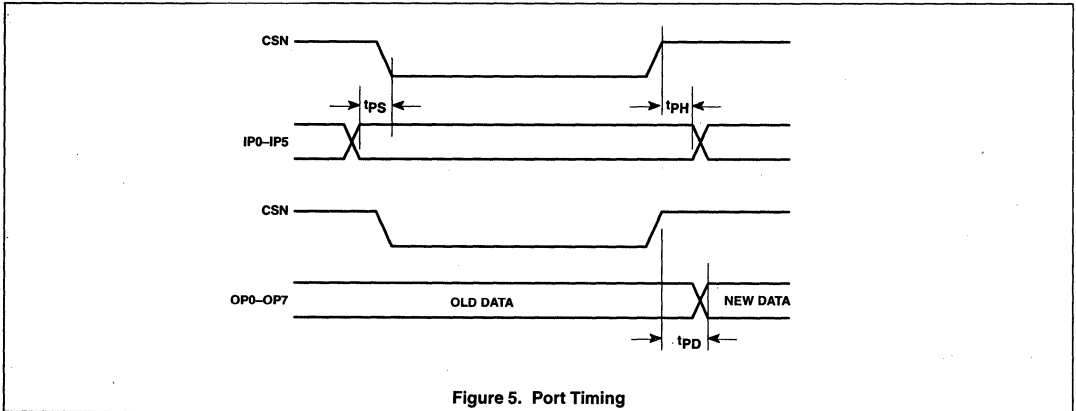 CSN
tPS
tPH
IP0–IP5
CSN
OP0–OP7
OLD DATA
NEW DATA
tPD
Figure 5. Port Timing